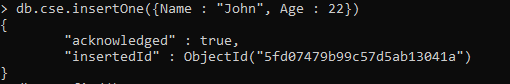 > db.cse.insertOne({Name : "John", Age : 22})
{
        "acknowledged" : true,
        "insertedId" : ObjectId("5fd07479b99c57d5ab13041a")
}